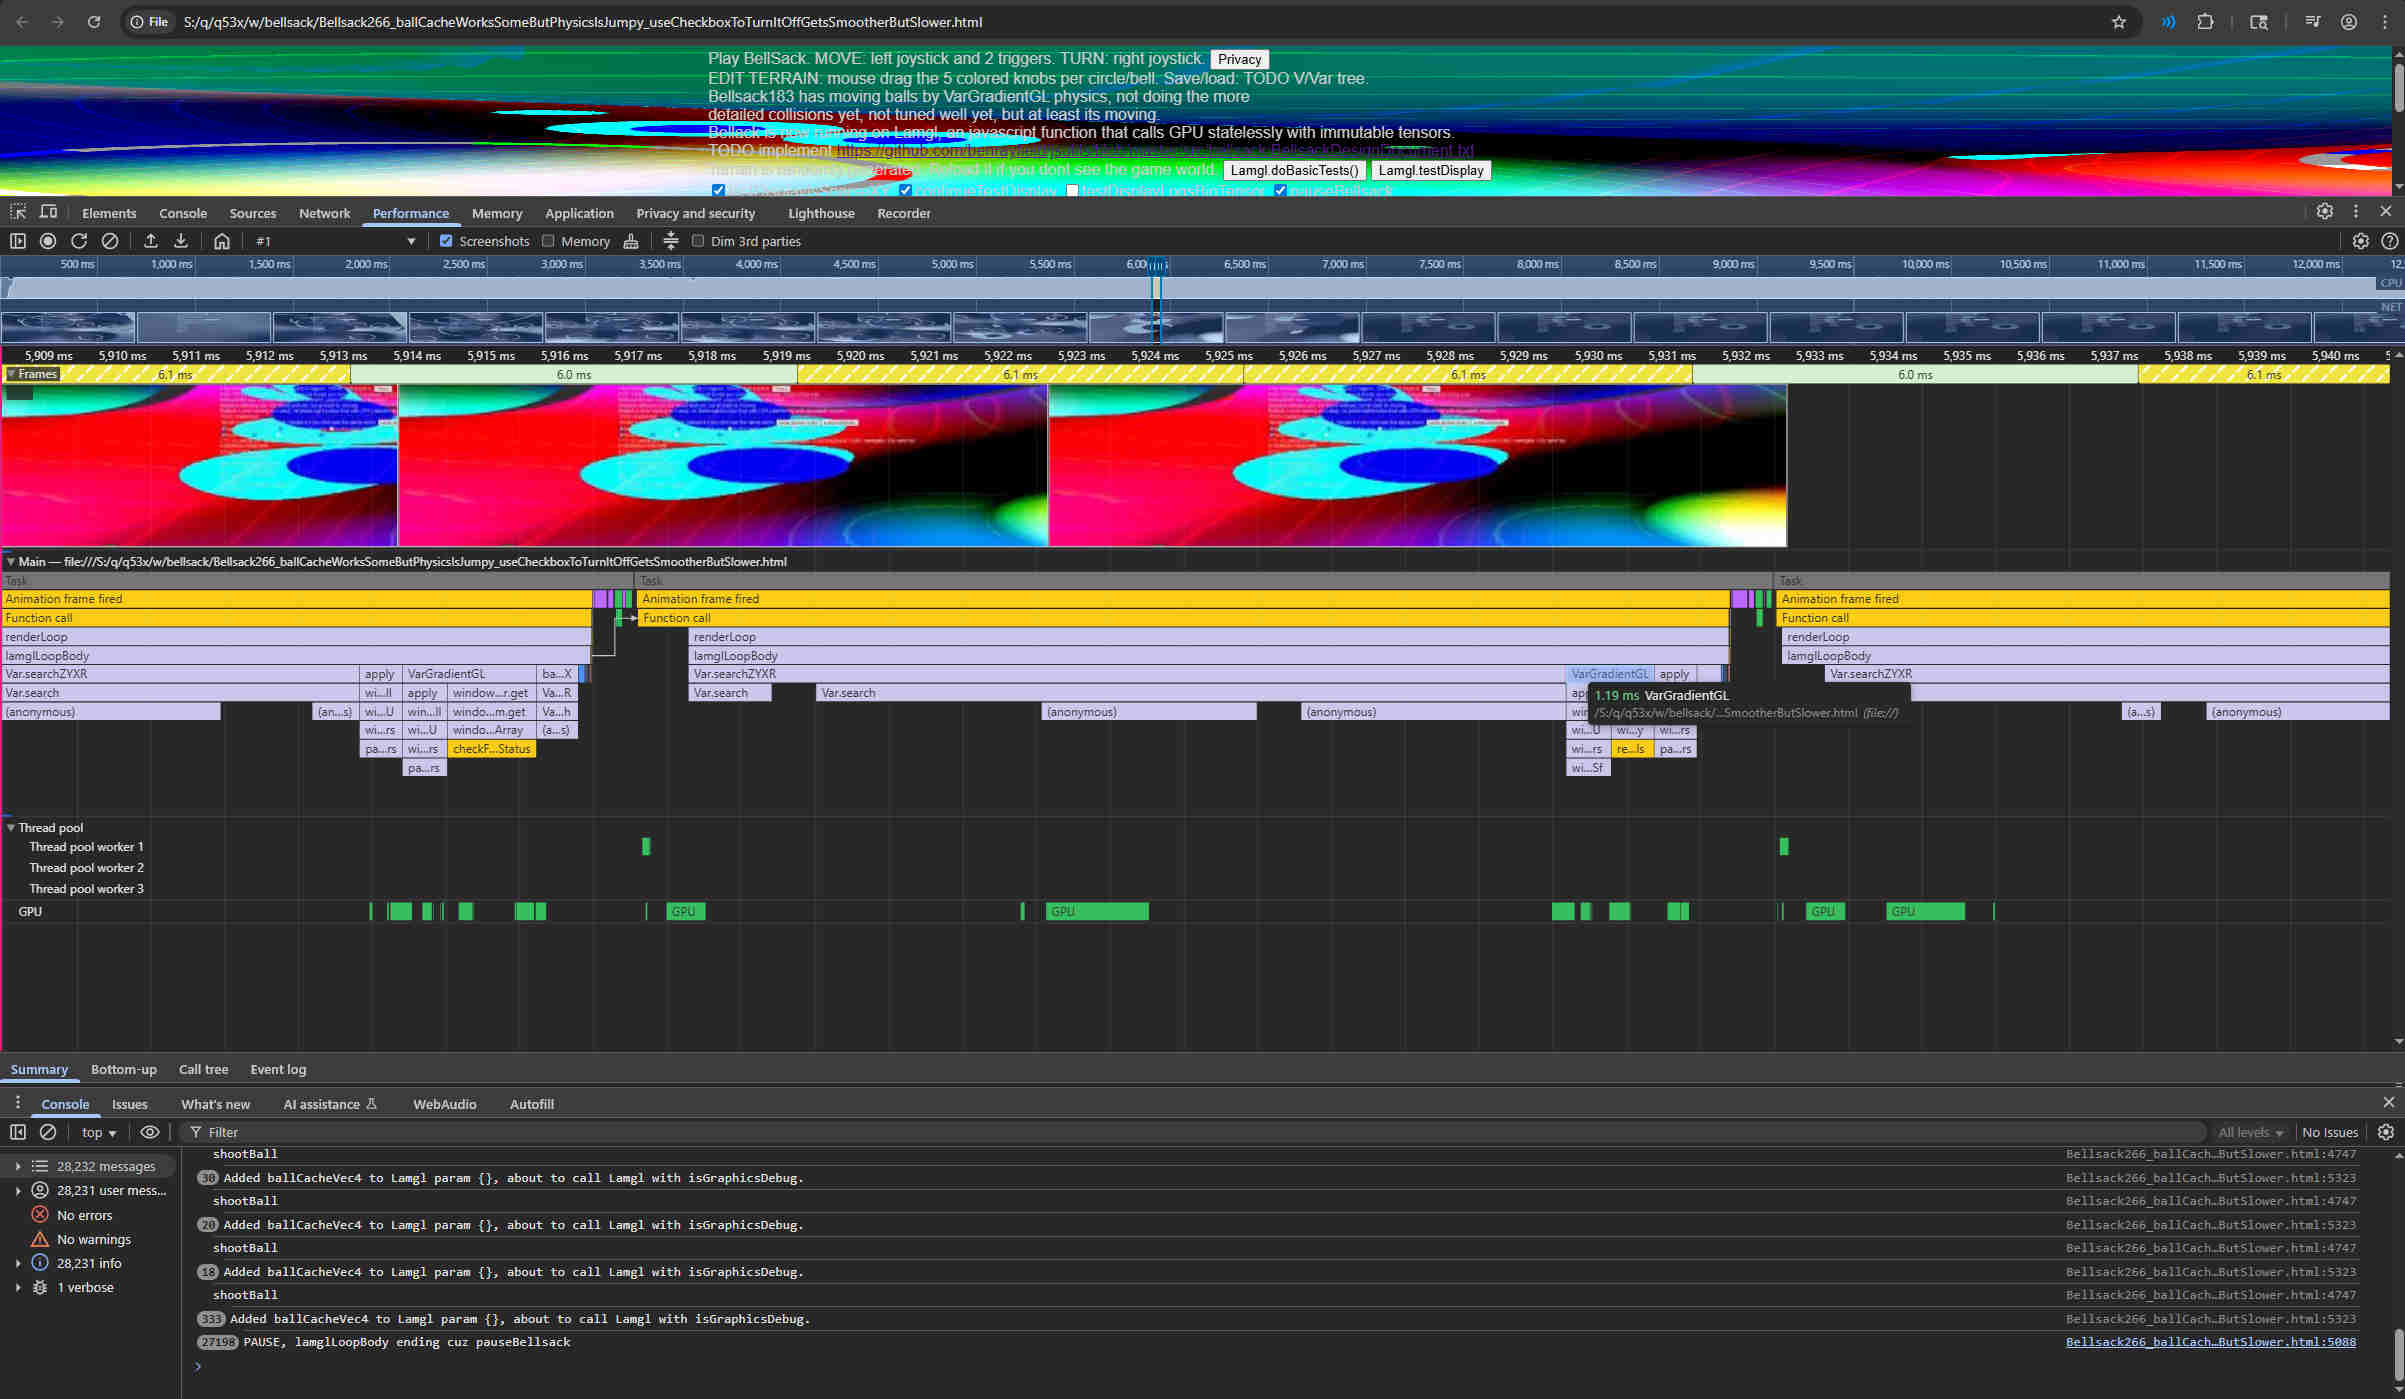 File S:/q/q53x/w/bellsack/Bellsack266_ballCacheWorksSomeButPhysicsIsJumpy_useCheckboxToTurnItOffGetsSmootherButSlower.html
Play BellSack. MOVE: left joystick and 2 triggers. TURN: right joystick. Privacy
EDIT TERRAIN: mouse drag the 5 colored knobs per circle/bell. Save/load: TODO V/Var tree.
Bellsack183 has moving balls by VarGradientGL physics, not doing the more
detailed collisions yet, not tuned well yet, but at least its moving.
Bellack is now running on Lamgl, an javascript function that calls GPU statelessly with immutable tensors.
TODO implement
Terrain is randomly generated. Reload it if you dont see the game world. Lamgl.doBasicTests() Lamgl.testDisplay
continue testDisplay testDisplayLogsBigTensor pauseBellsack
Elements Console Sources Network Performance Memory Application Privacy and security Lighthouse Recorder
#1 Screenshots Memory Dim 3rd parties
500 ms 1,000 ms 1,500 ms 2,000 ms 2,500 ms 3,000 ms 3,500 ms 4,000 ms 4,500 ms 5,000 ms 5,500 ms 6,500 ms 7,000 ms 7,500 ms 8,000 ms 8,500 ms 9,000 ms 9,500 ms 10,000 ms 10,500 ms 11,000 ms 11,500 ms 12,000 ms
CPU
NET
5,909 ms 5,910 ms 5,911 ms 5,912 ms 5,913 ms 5,914 ms 5,915 ms 5,916 ms 5,917 ms 5,918 ms 5,919 ms 5,920 ms 5,921 ms 5,922 ms 5,923 ms 5,924 ms 5,925 ms 5,926 ms 5,927 ms 5,928 ms 5,929 ms 5,930 ms 5,931 ms 5,932 ms 5,933 ms 5,934 ms 5,935 ms 5,936 ms 5,937 ms 5,938 ms 5,939 ms 5,940 ms
Frames 6.1 ms 6.0 ms 6.1 ms 6.1 ms 6.0 ms 6.1 ms
Main — file:///S:/q/q53x/w/bellsack/Bellsack266_ballCacheWorksSomeButPhysicsIsJumpy_useCheckboxToTurnItOffGetsSmootherButSlower.html
Task Task Task
Animation frame fired Animation frame fired Animation frame fired
Function call Function call Function call
renderLoop renderLoop renderLoop
lamglLoopBody lamglLoopBody lamglLoopBody
Var.searchZYXR apply VarGradientGL ba...X Var.searchZYXR VarGradientGL apply Var.searchZYXR
Var.search wi...ll apply window...r.get Va...R Var.search Var.search 1.19 ms VarGradientGL
(anonymous) (an...s) wi...U win...ll windo...m.get Va...h (anonymous) (anonymous) /S:/q/q53x/w/bellsack/...SmootherButSlower.html (file://) (a...s) (anonymous)
wi...rs wi...U windo...Array (a...s) wi...U wi...y wi...rs
pa...rs wi...rs checkF...Status wi...rs re...ls pa...rs
pa...rs wi...Sf
Thread pool
Thread pool worker 1
Thread pool worker 2
Thread pool worker 3
GPU GPU GPU GPU GPU
Summary Bottom-up Call tree Event log
Console Issues What's new AI assistance WebAudio Autofill
top Filter All levels No Issues
28,232 messages
28,231 user mess...
No errors
No warnings
28,231 info
1 verbose
shootBall Bellsack266_ballCach…ButSlower.html:4747
30 Added ballCacheVec4 to Lamgl param {}, about to call Lamgl with isGraphicsDebug. Bellsack266_ballCach…ButSlower.html:5323
shootBall Bellsack266_ballCach…ButSlower.html:4747
20 Added ballCacheVec4 to Lamgl param {}, about to call Lamgl with isGraphicsDebug. Bellsack266_ballCach…ButSlower.html:5323
shootBall Bellsack266_ballCach…ButSlower.html:4747
18 Added ballCacheVec4 to Lamgl param {}, about to call Lamgl with isGraphicsDebug. Bellsack266_ballCach…ButSlower.html:5323
shootBall Bellsack266_ballCach…ButSlower.html:4747
333 Added ballCacheVec4 to Lamgl param {}, about to call Lamgl with isGraphicsDebug. Bellsack266_ballCach…ButSlower.html:5323
27198 PAUSE, lamglLoopBody ending cuz pauseBellsack Bellsack266_ballCach…ButSlower.html:5088